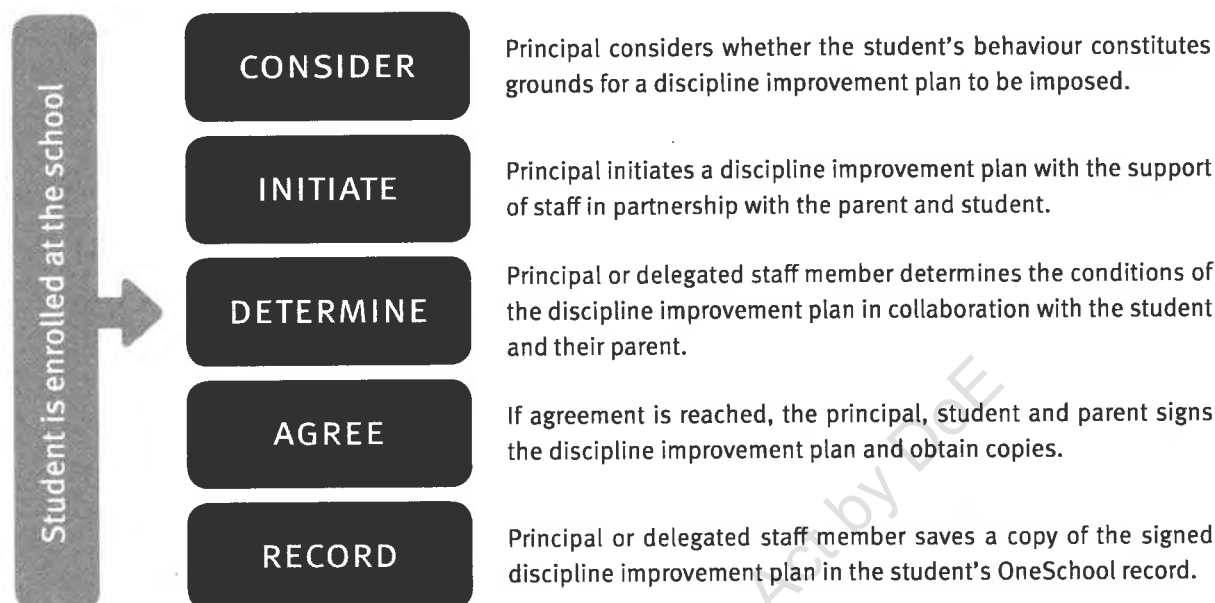 Student is enrolled at the school
CONSIDER
Principal considers whether the student's behaviour constitutes
grounds for a discipline improvement plan to be imposed.
INITIATE
Principal initiates a discipline improvement plan with the support
of staff in partnership with the parent and student.
DETERMINE
Principal or delegated staff member determines the conditions of
the discipline improvement plan in collaboration with the student
and their parent.
AGREE
If agreement is reached, the principal, student and parent signs
the discipline improvement plan and obtain copies.
RECORD
Principal or delegated staff member saves a copy of the signed
discipline improvement plan in the student's OneSchool record.
Act by DoE